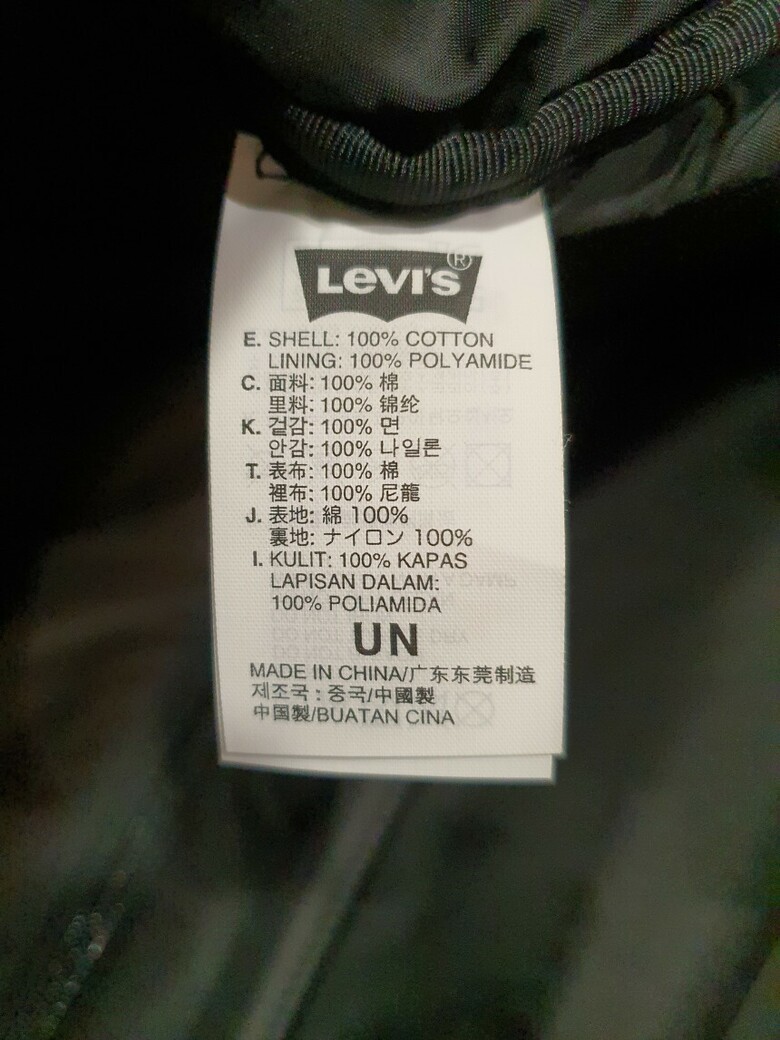 Levi's®
E. SHELL: 100% COTTON
LINING: 100% POLYAMIDE
C. 面料: 100% 棉
里料: 100% 锦纶
K. 겉감: 100% 면
안감: 100% 나일론
T. 表布: 100% 棉
裡布: 100% 尼龍
J. 表地: 綿 100%
裏地: ナイロン 100%
I. KULIT: 100% KAPAS
LAPISAN DALAM:
100% POLIAMIDA
UN
MADE IN CHINA/广东东莞制造
제조국 : 중국/中國製
中国製/BUATAN CINA